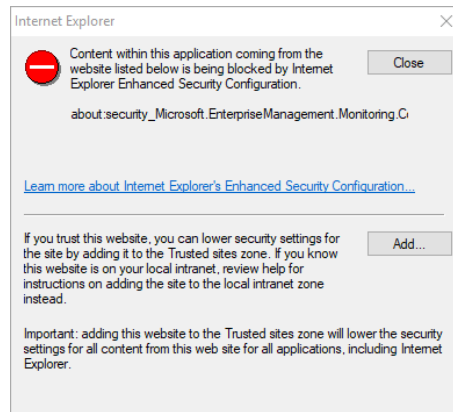 Internet Explorer
Content within this application coming from the
website listed below is being blocked by Internet
Explorer Enhanced Security Configuration.
Close
about:security_Microsoft.EnterpriseManagement.Monitoring.Co
Learn more about Internet Explorer's Enhanced Security Configuration...
If you trust this website, you can lower security settings for
the site by adding it to the Trusted sites zone. If you know
this website is on your local intranet, review help for
instructions on adding the site to the local intranet zone
instead.
Add...
Important: adding this website to the Trusted sites zone will lower the security
settings for all content from this web site for all applications, including Internet
Explorer.